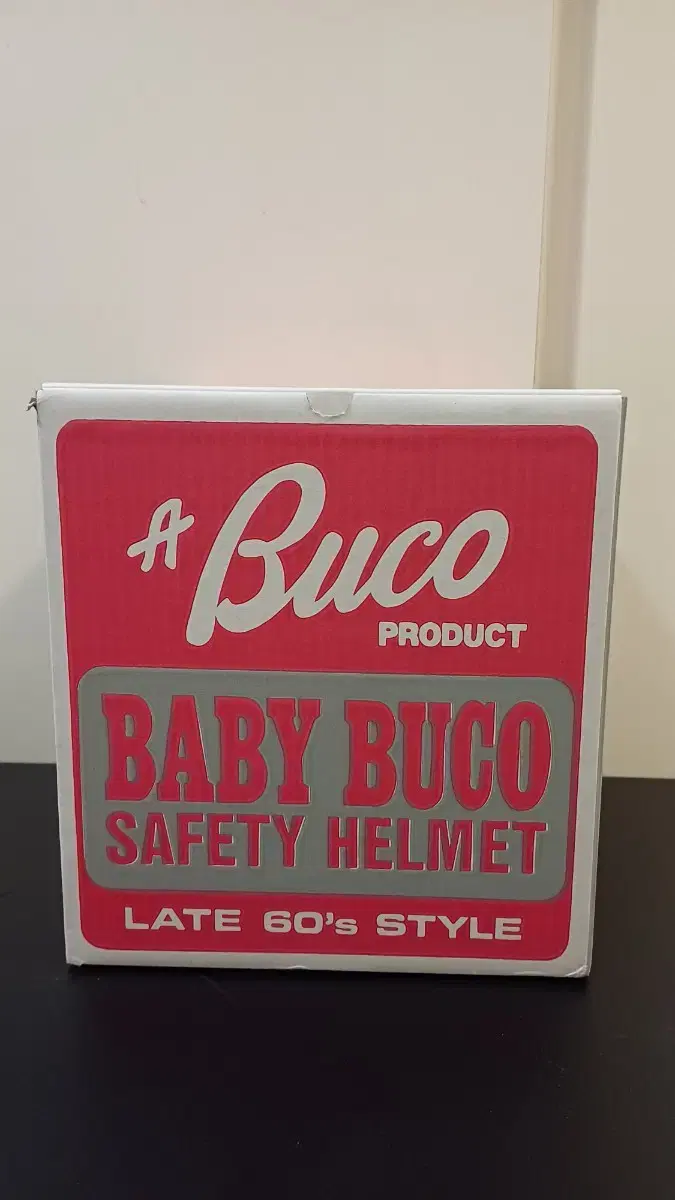 A Buco
PRODUCT
BABY BUCO
SAFETY HELMET
LATE 60's STYLE